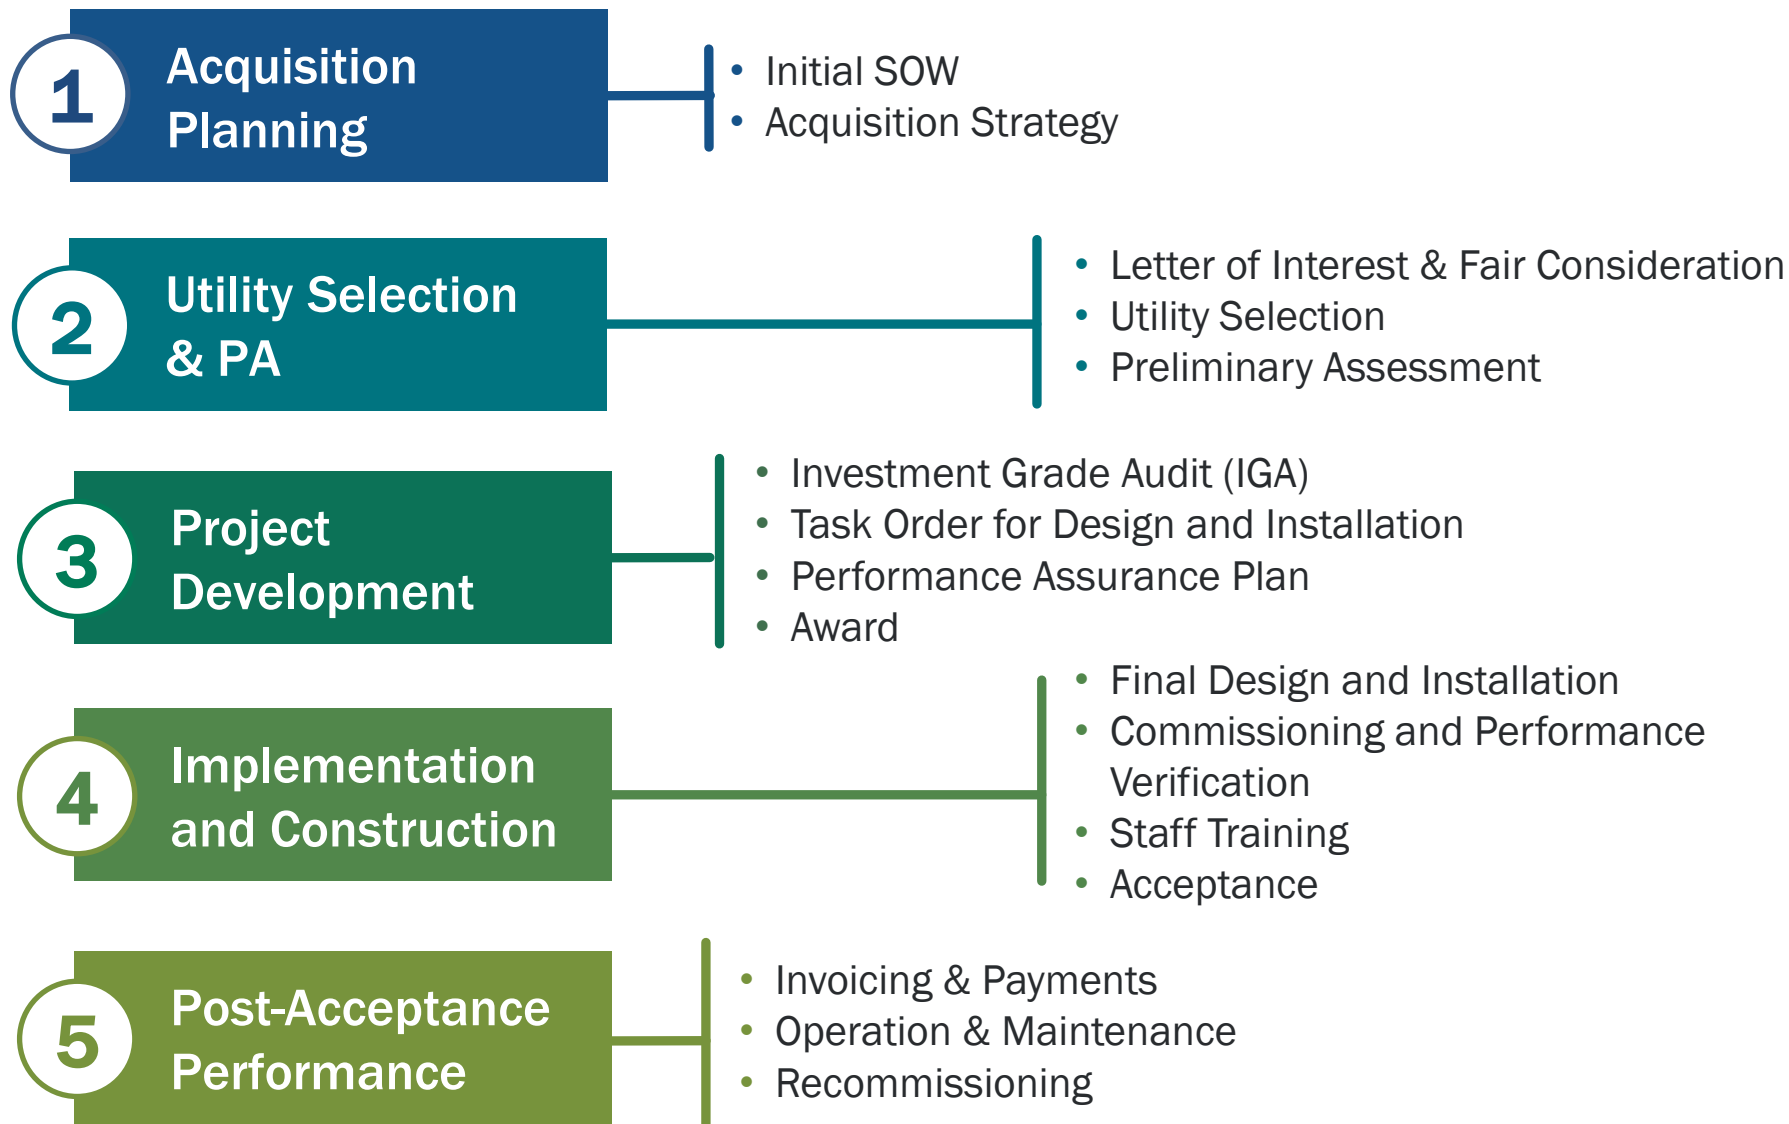 1
Acquisition
Planning
• Initial SOW
• Acquisition Strategy
2
Utility Selection
& PA
• Letter of Interest & Fair Consideration
• Utility Selection
• Preliminary Assessment
3
Project
Development
• Investment Grade Audit (IGA)
• Task Order for Design and Installation
• Performance Assurance Plan
• Award
4
Implementation
and Construction
• Final Design and Installation
• Commissioning and Performance
Verification
• Staff Training
• Acceptance
5
Post-Acceptance
Performance
• Invoicing & Payments
• Operation & Maintenance
• Recommissioning